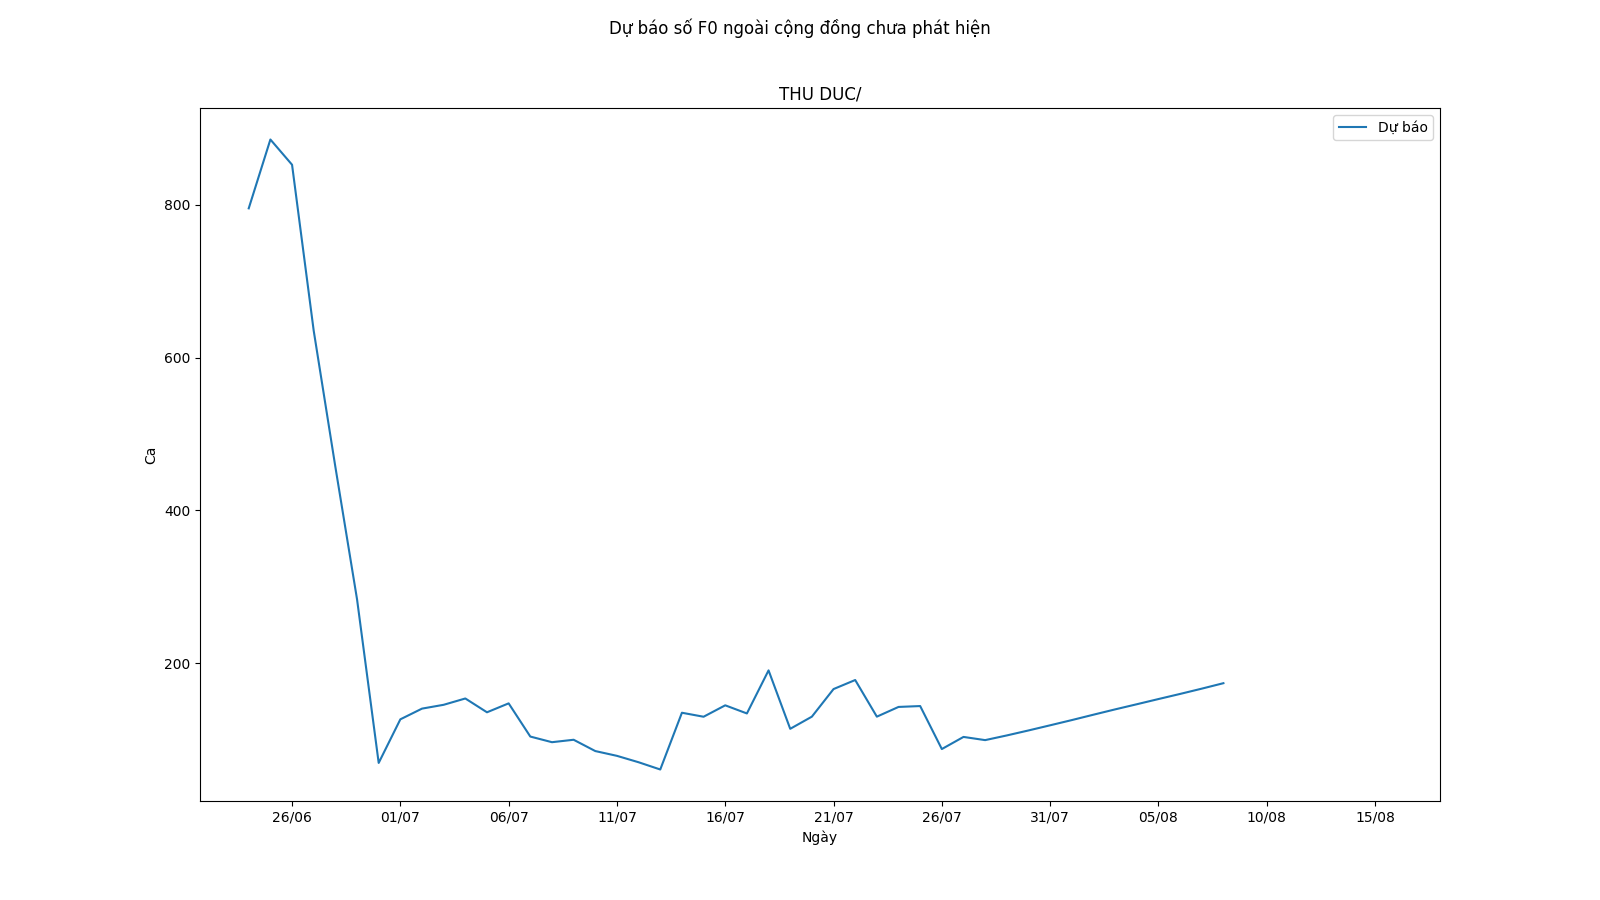 Dự báo số F0 ngoài cộng đồng chưa phát hiện
THU DUC/
Dự báo
800
600
400
200
Ca
26/06 01/07 06/07 11/07 16/07 21/07 26/07 31/07 05/08 10/08 15/08
Ngày